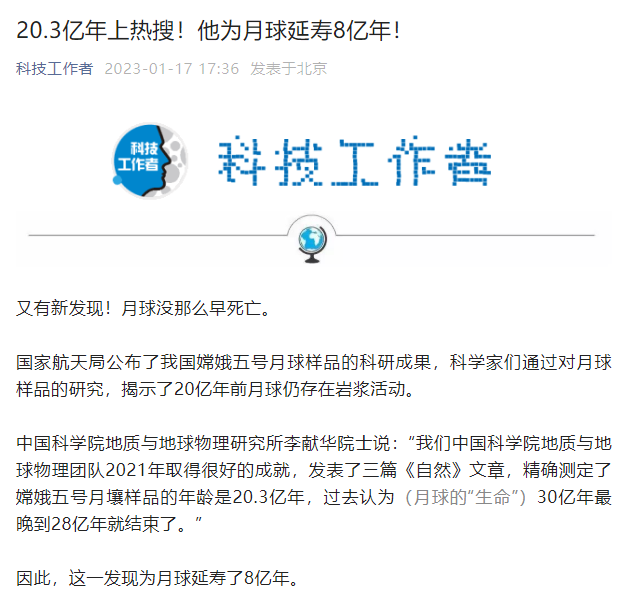 20.3亿年上热搜！他为月球延寿8亿年！
科技工作者 2023-01-17 17:36 发表于北京
科技
工作者
科技工作者
又有新发现！月球没那么早死亡。
国家航天局公布了我国嫦娥五号月球样品的科研成果，科学家们通过对月球
样品的研究，揭示了20亿年前月球仍存在岩浆活动。
中国科学院地质与地球物理研究所李献华院士说：“我们中国科学院地质与地
球物理团队2021年取得很好的成就，发表了三篇《自然》文章，精确测定了
嫦娥五号月壤样品的年龄是20.3亿年，过去认为（月球的“生命”）30亿年最
晚到28亿年就结束了。”
因此，这一发现为月球延寿了8亿年。